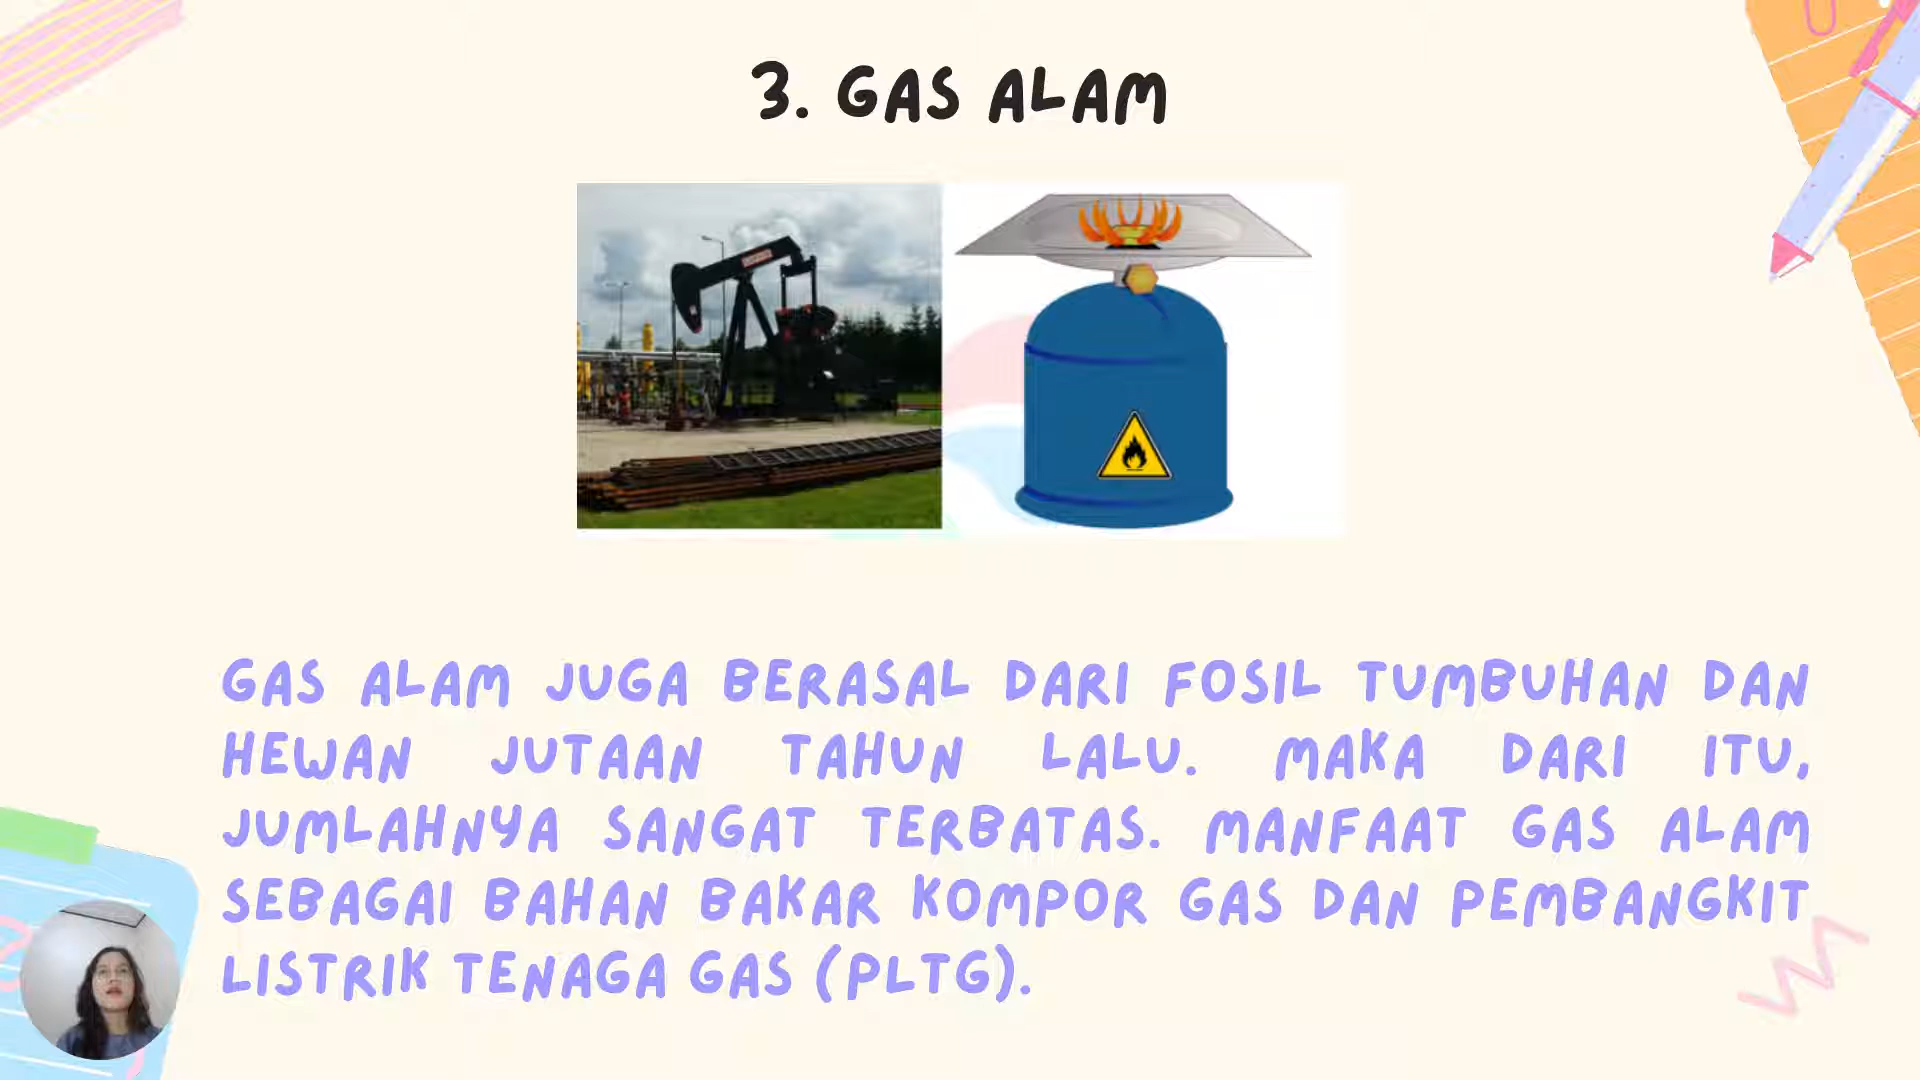 3. GAS ALAM
GAS ALAM JUGA BERASAL DARI FOSIL TUMBUHAN DAN
HEWAN JUTAAN TAHUN LALU. MAKA DARI ITU,
JUMLAHNYA SANGAT TERBATAS. MANFAAT GAS ALAM
SEBAGAI BAHAN BAKAR KOMPOR GAS DAN PEMBANGKIT
LISTRIK TENAGA GAS (PLTG).